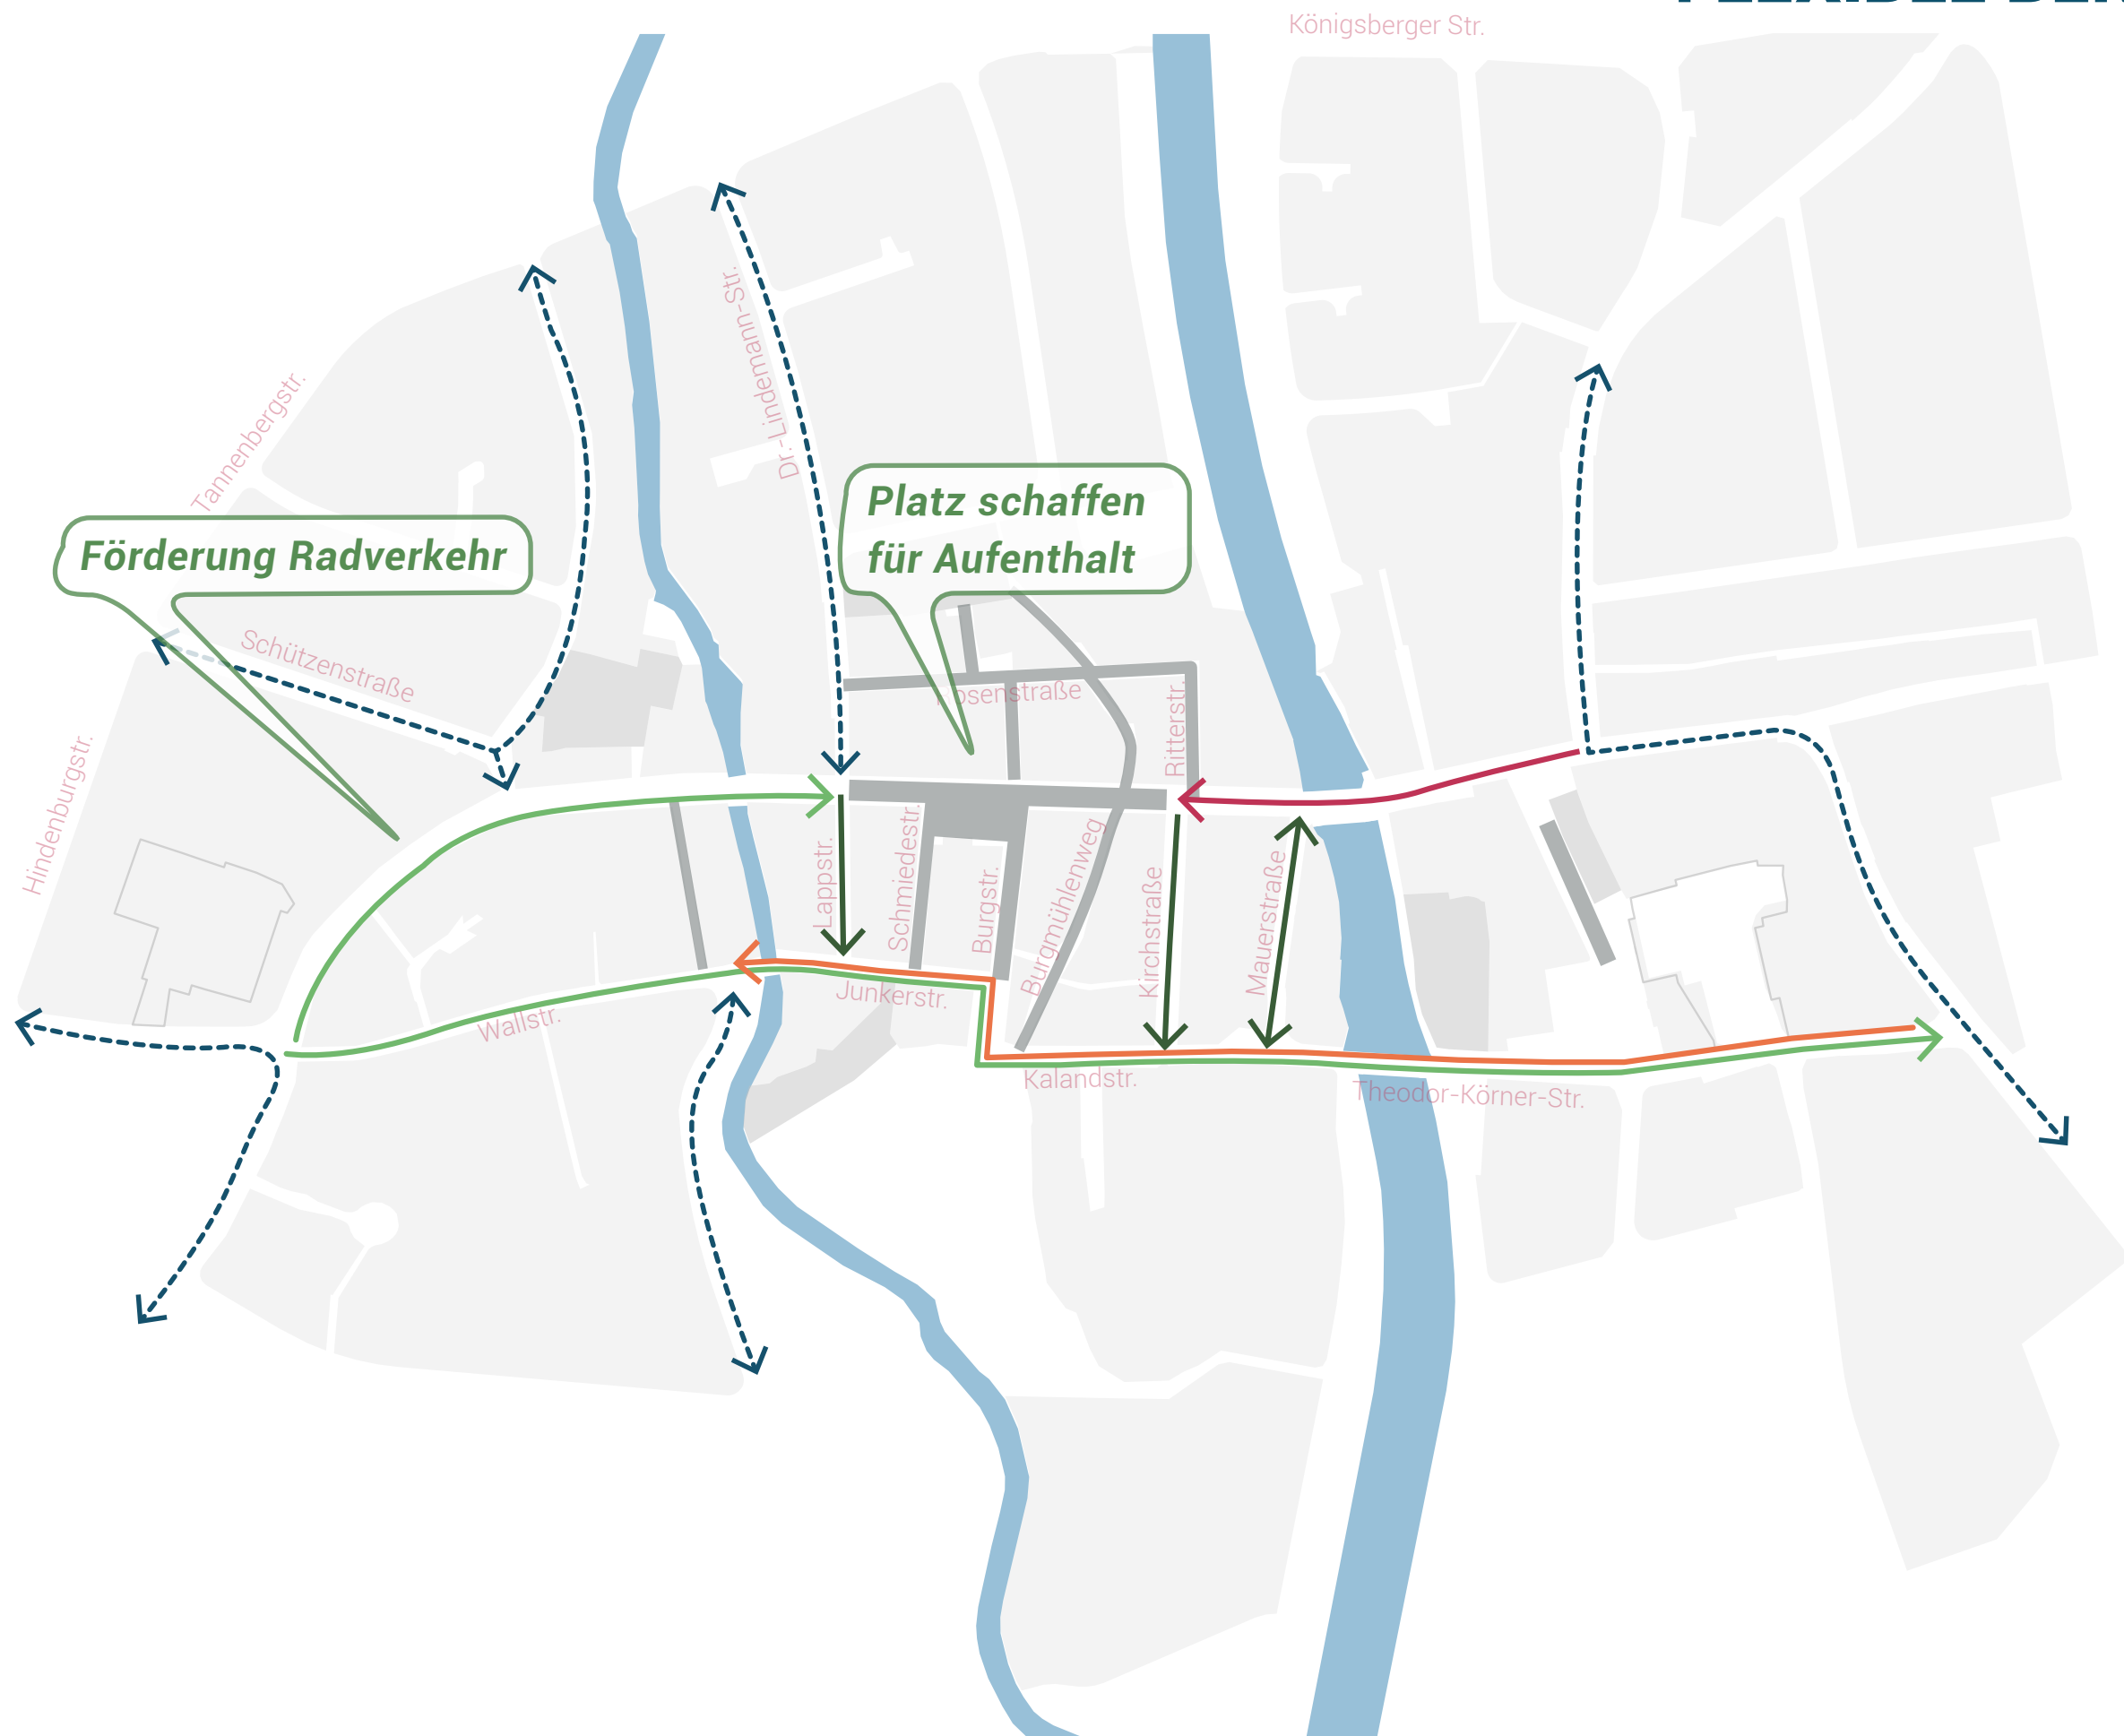 Königsberger Str.
Dr.-Lindemann-Str.
Tannenbergstr.
Platz schaffen
für Aufenthalt
Förderung Radverkehr
Schützenstraße
Ritterstr.
Hindenburgstr.
Lappstr.
Schmiedestr.
Burgstr.
Burgmühlenweg
Kirchstraße
Mauerstraße
Junkerstr.
Wallstr.
Kalandstr.
Theodor-Körner-Str.